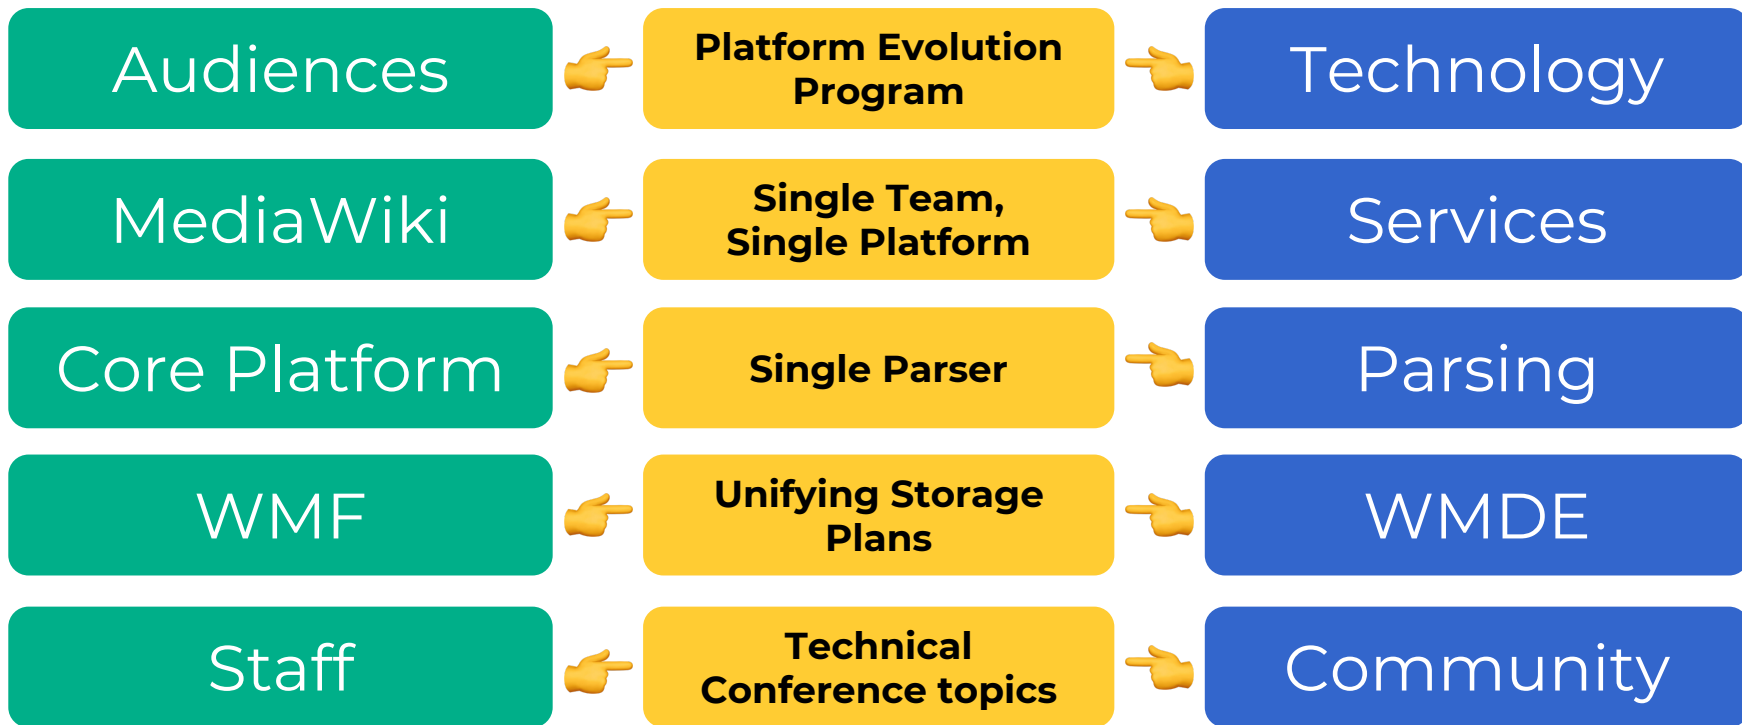 Audiences
Platform Evolution
Program
Technology
MediaWiki
Single Team,
Single Platform
Services
Core Platform
Single Parser
Parsing
WMF
Unifying Storage
Plans
WMDE
Staff
Technical
Conference topics
Community